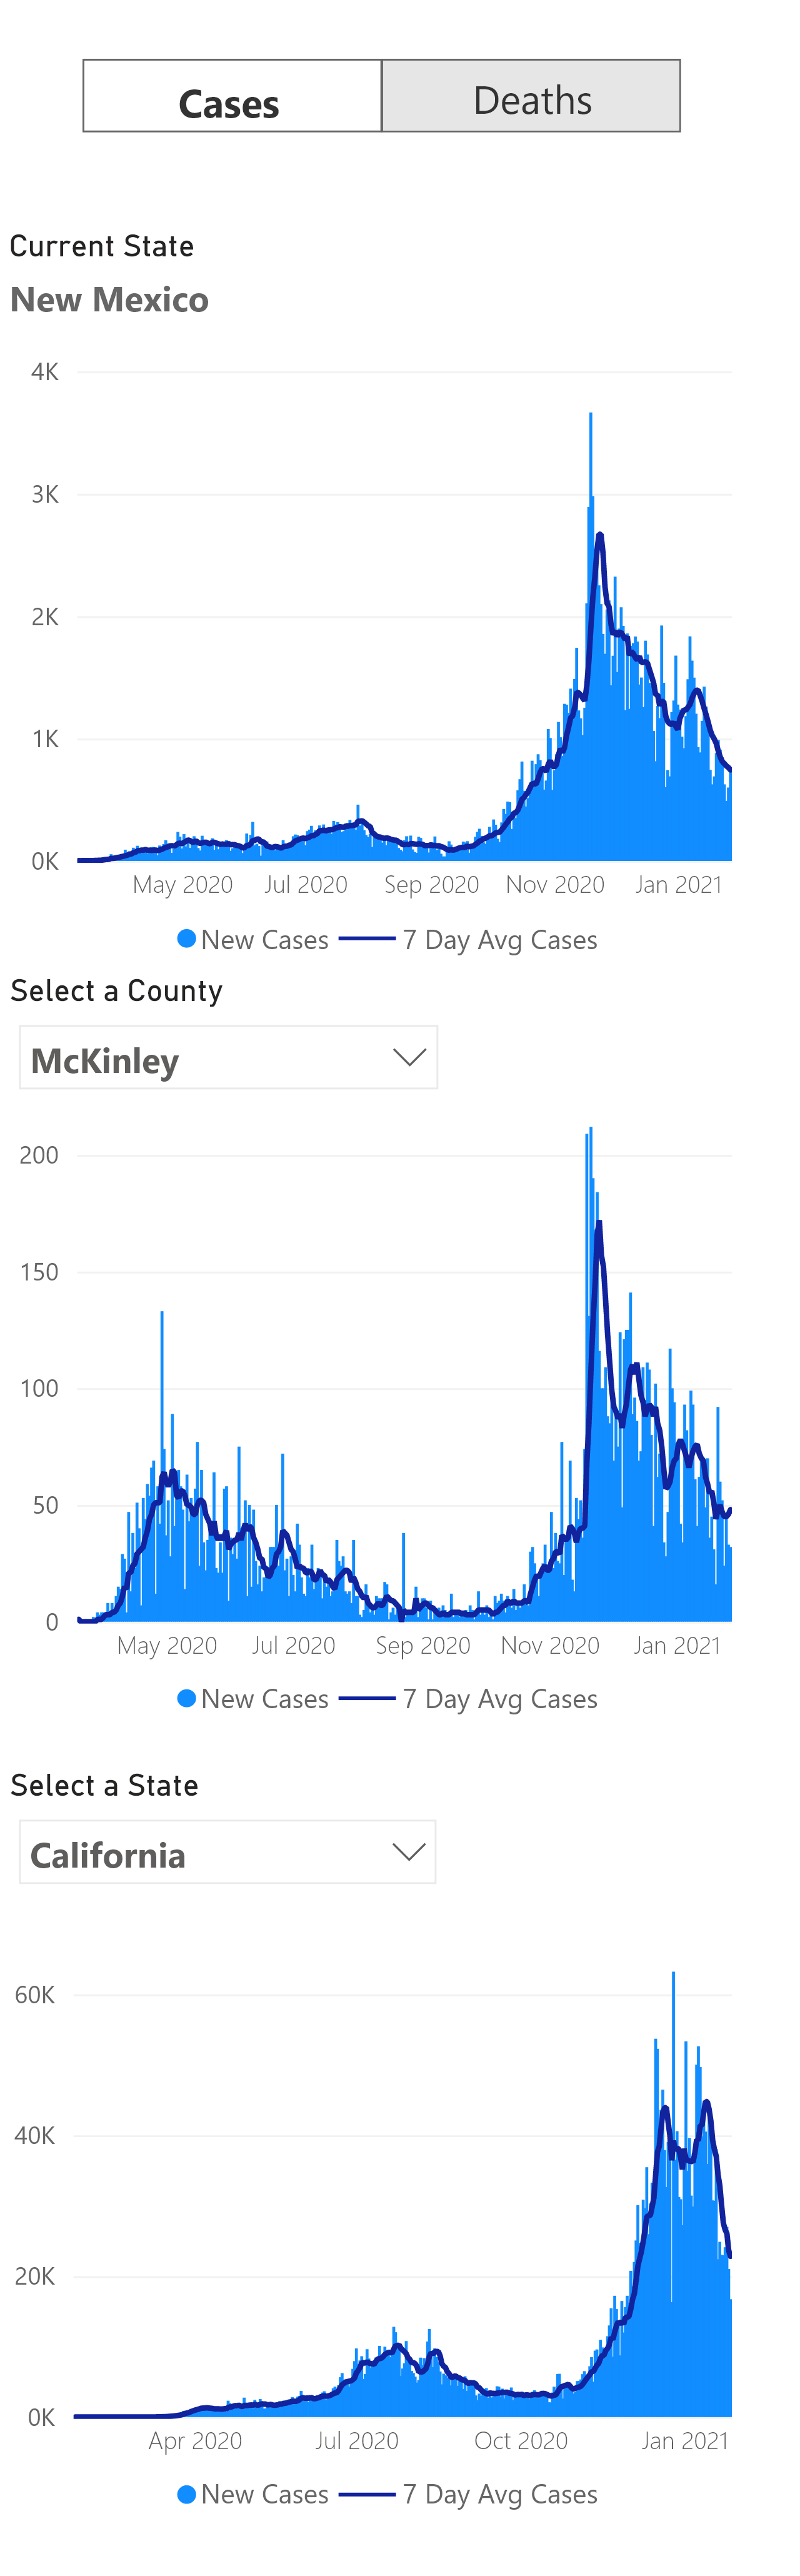 Cases Deaths
Current State
New Mexico
4K
3K
2K
1K
0K
May 2020 Jul 2020 Sep 2020 Nov 2020 Jan 2021
New Cases 7 Day Avg Cases
Select a County
McKinley
200
150
100
50
0
May 2020 Jul 2020 Sep 2020 Nov 2020 Jan 2021
New Cases 7 Day Avg Cases
Select a State
California
60K
40K
20K
0K
Apr 2020 Jul 2020 Oct 2020 Jan 2021
New Cases 7 Day Avg Cases